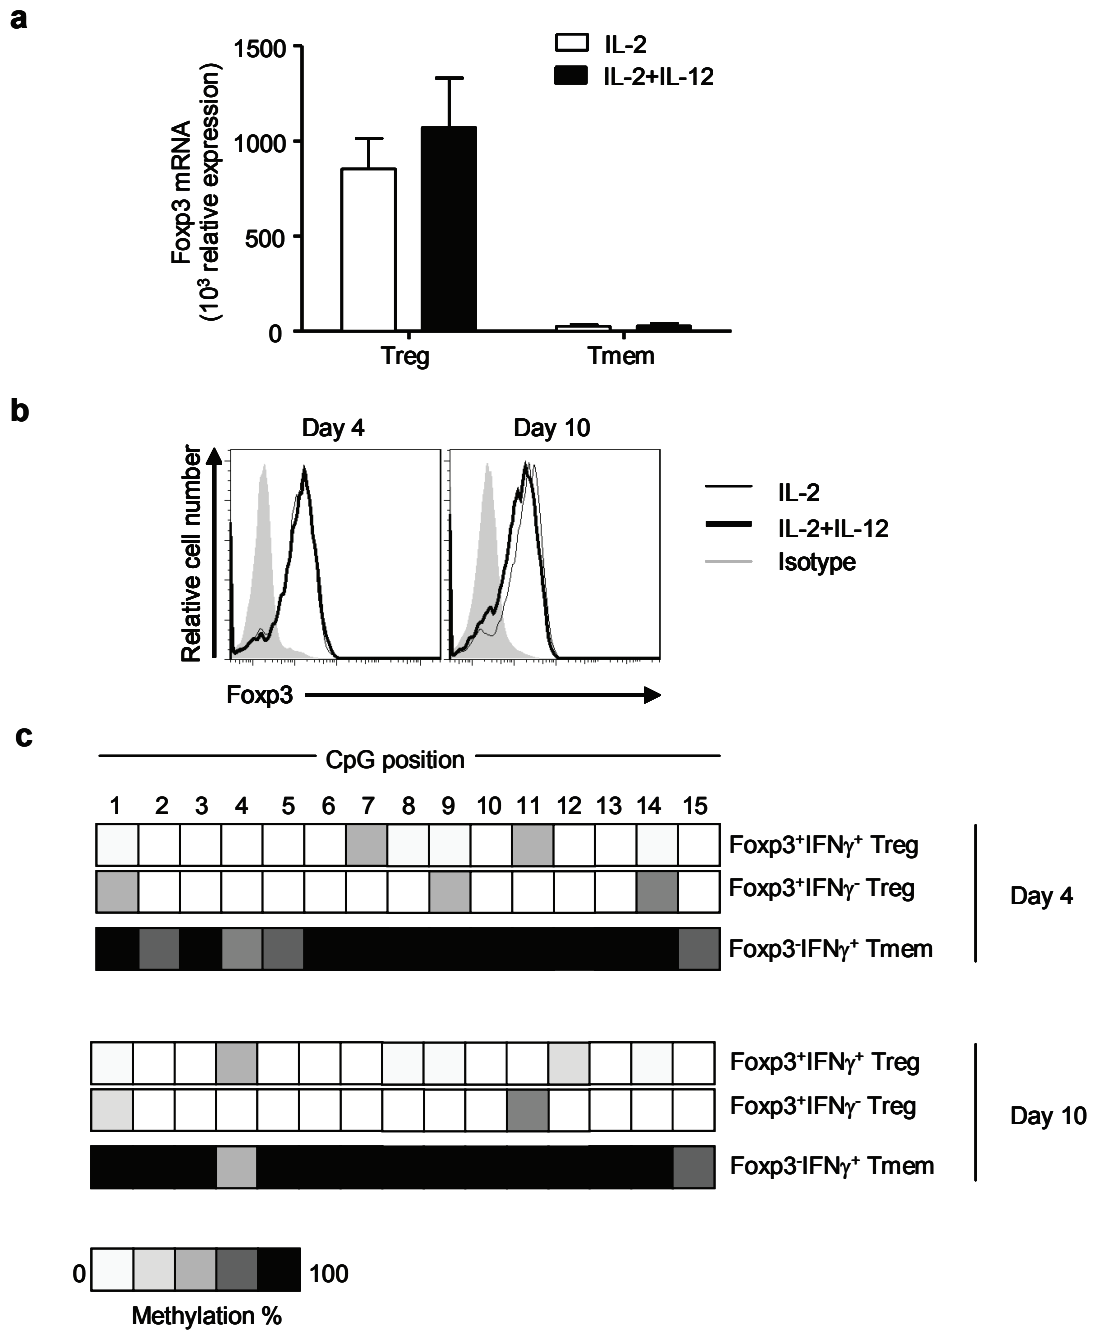 a
1500
1000
500
0
Foxp3 mRNA
(10³ relative expression)
IL-2
IL-2+IL-12
Treg Tmem
b
Day 4 Day 10
Relative cell number
IL-2
IL-2+IL-12
Isotype
Foxp3
c
CpG position
1 2 3 4 5 6 7 8 9 10 11 12 13 14 15
Foxp3⁺IFNγ⁺ Treg
Foxp3⁺IFNγ⁻ Treg
Day 4
Foxp3⁻IFNγ⁺ Tmem
Foxp3⁺IFNγ⁺ Treg
Foxp3⁺IFNγ⁻ Treg
Day 10
Foxp3⁻IFNγ⁺ Tmem
0 100
Methylation %